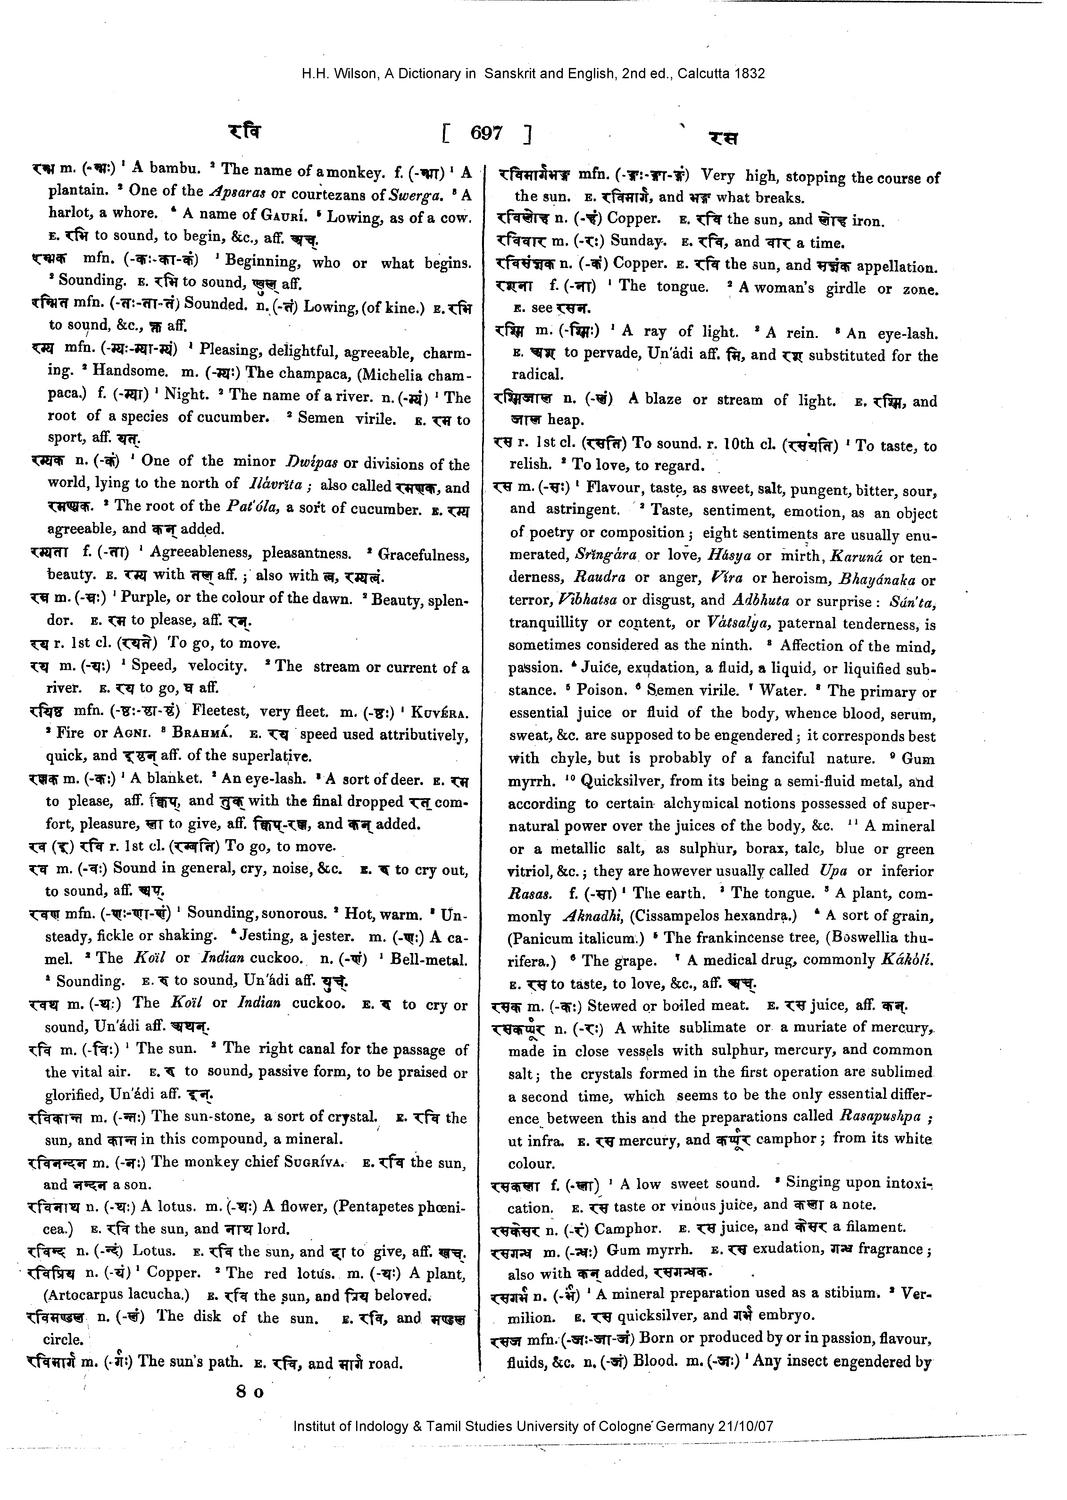 H.H. Wilson, A Dictionary in Sanskrit and English, 2nd ed., Calcutta 1832
रवि [ 697 ] रस
रम्भ m. (-म्भः) ¹ A bambu. ² The name of a monkey. f. (-म्भा) ¹ A
plantain. ² One of the Apsaras or courtezans of Swerga. ³ A
harlot, a whore. ⁴ A name of GAURÍ. ⁵ Lowing, as of a cow.
E. रभि to sound, to begin, &c., aff. अच्.
रम्भक mfn. (-कः-का-कं) ¹ Beginning, who or what begins.
² Sounding. E. रभि to sound, ण्वुल् aff.
रम्भित mfn. (-तः-ता-तं) Sounded. n. (-तं) Lowing, (of kine.) E. रभि
to sound, &c., क्त aff.
रम्य mfn. (-म्यः-म्या-म्यं) ¹ Pleasing, delightful, agreeable, charm-
ing. ² Handsome. m. (-म्यः) The champaca, (Michelia cham-
paca.) f. (-म्या) ¹ Night. ² The name of a river. n. (-म्यं) ¹ The
root of a species of cucumber. ² Semen virile. E. रम to
sport, aff. यत्.
रम्यक n. (-कं) ¹ One of the minor Dwípas or divisions of the
world, lying to the north of Ilávrita ; also called रमणक, and
रमण्यक. ² The root of the Pat'óla, a sort of cucumber. E. रम्य
agreeable, and कन् added.
रम्यता f. (-ता) ¹ Agreeableness, pleasantness. ² Gracefulness,
beauty. E. रम्य with तल् aff. ; also with त्व, रम्यत्वं.
रम्र m. (-म्रः) ¹ Purple, or the colour of the dawn. ² Beauty, splen-
dor. E. रम to please, aff. रन्.
रय r. 1st cl. (रयते) To go, to move.
रय m. (-यः) ¹ Speed, velocity. ² The stream or current of a
river. E. रय to go, घ aff.
रयिष्ठ mfn. (-ष्ठः-ष्ठा-ष्ठं) Fleetest, very fleet. m. (-ष्ठः) ¹ KUVÉRA.
² Fire or AGNI. ³ BRAHMÁ. E. रय speed used attributively,
quick, and इष्ठन् aff. of the superlative.
रल्लक m. (-कः) ¹ A blanket. ² An eye-lash. ³ A sort of deer. E. रम
to please, aff. क्विप्, and तुक् with the final dropped रत् com-
fort, pleasure, ला to give, aff. क्विप्-रल्ल, and कन् added.
रव (इ) रवि r. 1st cl. (रम्वति) To go, to move.
रव m. (-वः) Sound in general, cry, noise, &c. E. रु to cry out,
to sound, aff. अप्.
रवण mfn. (-णः-णा-णं) ¹ Sounding, sonorous. ² Hot, warm. ³ Un-
steady, fickle or shaking. ⁴ Jesting, a jester. m. (-णः) A ca-
mel. ² The Koïl or Indian cuckoo. n. (-णं) ¹ Bell-metal.
² Sounding. E. रु to sound, Un'ádi aff. युच्.
रवथ m. (-थः) The Koïl or Indian cuckoo. E. रु to cry or
sound, Un'ádi aff. अथन्.
रवि m. (-विः) ¹ The sun. ² The right canal for the passage of
the vital air. E. रु to sound, passive form, to be praised or
glorified, Un'ádi aff. इन्.
रविकान्त m. (-न्तः) The sun-stone, a sort of crystal. E. रवि the
sun, and कान्त in this compound, a mineral.
रविनन्दन m. (-नः) The monkey chief SUGRÍVA. E. रवि the sun,
and नन्दन a son.
रविनाथ n. (-थः) A lotus. m. (-थः) A flower, (Pentapetes phœni-
cea.) E. रवि the sun, and नाथ lord.
रविन्द n. (-न्दं) Lotus. E. रवि the sun, and दा to give, aff. खच्.
रविप्रिय n. (-यं) ¹ Copper. ² The red lotus. m. (-यः) A plant,
(Artocarpus lacucha.) E. रवि the sun, and प्रिय beloved.
रविमण्डल n. (-लं) The disk of the sun. E. रवि, and मण्डल
circle.
रविमार्ग m. (-र्गः) The sun's path. E. रवि, and मार्ग road.
8 o
रविमार्गभङ्ग mfn. (-ङ्गः-ङ्गा-ङ्गं) Very high, stopping the course of
the sun. E. रविमार्ग, and भङ्ग what breaks.
रविलोह n. (-हं) Copper. E. रवि the sun, and लोह iron.
रविवार m. (-रः) Sunday. E. रवि, and वार a time.
रविसंज्ञक n. (-कं) Copper. E. रवि the sun, and सञ्ज्ञक appellation.
रशना f. (-ना) ¹ The tongue. ² A woman's girdle or zone.
E. see रसन.
रश्मि m. (-श्मिः) ¹ A ray of light. ² A rein. ³ An eye-lash.
E. अश to pervade, Un'ádi aff. मि, and रश substituted for the
radical.
रश्मिजाल n. (-लं) A blaze or stream of light. E. रश्मि, and
जाल heap.
रस r. 1st cl. (रसति) To sound. r. 10th cl. (रसयति) ¹ To taste, to
relish. ² To love, to regard.
रस m. (-सः) ¹ Flavour, taste, as sweet, salt, pungent, bitter, sour,
and astringent. ² Taste, sentiment, emotion, as an object
of poetry or composition ; eight sentiments are usually enu-
merated, Sringára or love, Hásya or mirth, Karuná or ten-
derness, Raudra or anger, Víra or heroism, Bhayánaka or
terror, Vibhatsa or disgust, and Adbhuta or surprise : Sán'ta,
tranquillity or content, or Vátsalya, paternal tenderness, is
sometimes considered as the ninth. ³ Affection of the mind,
passion. ⁴ Juice, exudation, a fluid, a liquid, or liquified sub-
stance. ⁵ Poison. ⁶ Semen virile. ⁷ Water. ⁸ The primary or
essential juice or fluid of the body, whence blood, serum,
sweat, &c. are supposed to be engendered ; it corresponds best
with chyle, but is probably of a fanciful nature. ⁹ Gum
myrrh. ¹⁰ Quicksilver, from its being a semi-fluid metal, and
according to certain alchymical notions possessed of super-
natural power over the juices of the body, &c. ¹¹ A mineral
or a metallic salt, as sulphur, borax, talc, blue or green
vitriol, &c. ; they are however usually called Upa or inferior
Rasas. f. (-सा) ¹ The earth. ² The tongue. ³ A plant, com-
monly Aknadhi, (Cissampelos hexandra.) ⁴ A sort of grain,
(Panicum italicum.) ⁵ The frankincense tree, (Boswellia thu-
rifera.) ⁶ The grape. ⁷ A medical drug, commonly Kákólí.
E. रस to taste, to love, &c., aff. अच्.
रसक m. (-कः) Stewed or boiled meat. E. रस juice, aff. कन्.
रसकर्पूर n. (-रः) A white sublimate or a muriate of mercury,
made in close vessels with sulphur, mercury, and common
salt ; the crystals formed in the first operation are sublimed
a second time, which seems to be the only essential differ-
ence between this and the preparations called Rasapushpa ;
ut infra. E. रस mercury, and कर्पूर camphor ; from its white
colour.
रसकला f. (-ला) ¹ A low sweet sound. ² Singing upon intoxi-
cation. E. रस taste or vinous juice, and कला a note.
रसकेसर n. (-रं) Camphor. E. रस juice, and केसर a filament.
रसगन्ध m. (-न्धः) Gum myrrh. E. रस exudation, गन्ध fragrance ;
also with कन् added, रसगन्धक.
रसगर्भ n. (-र्भं) ¹ A mineral preparation used as a stibium. ² Ver-
milion. E. रस quicksilver, and गर्भ embryo.
रसज mfn. (-जः-जा-जं) Born or produced by or in passion, flavour,
fluids, &c. n. (-जं) Blood. m. (-जः) ¹ Any insect engendered by
Institut of Indology & Tamil Studies University of Cologne Germany 21/10/07